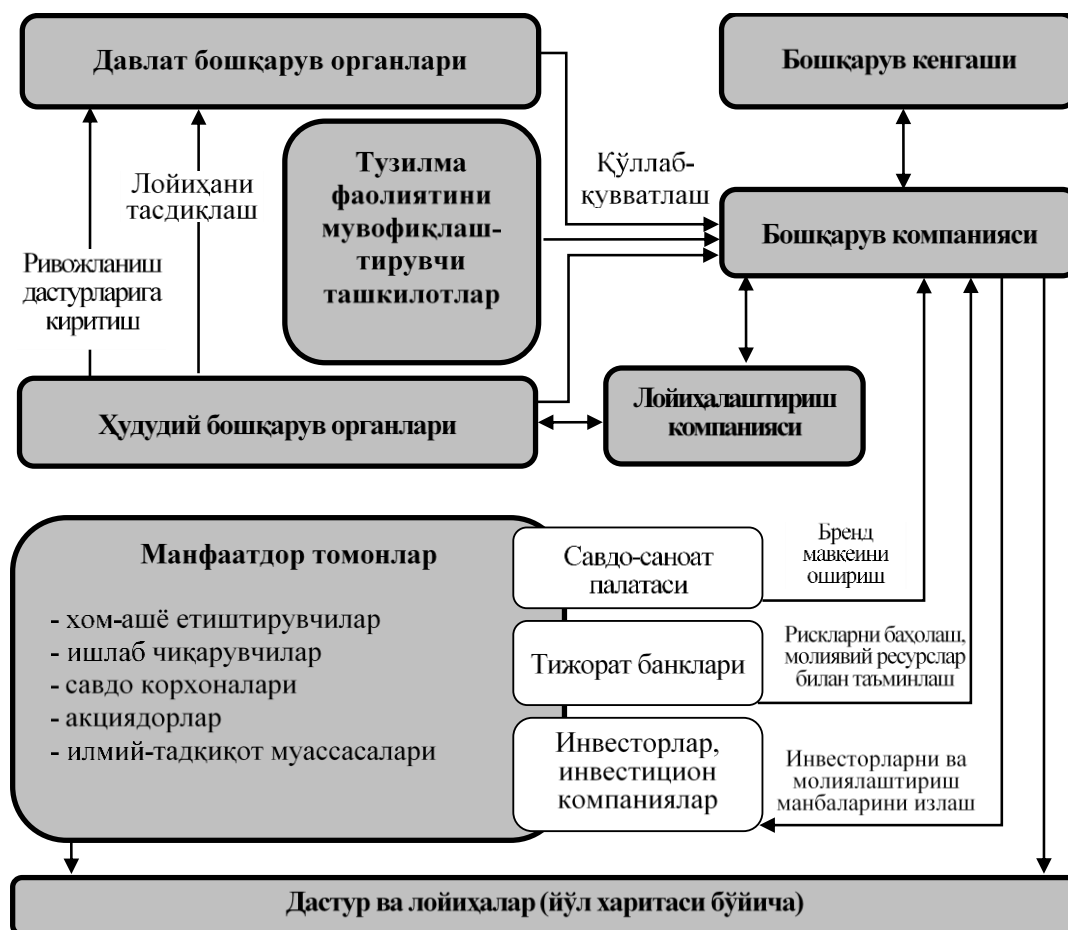 Давлат бошқарув органлари
Бошқарув кенгаши
Тузилма
фаолиятини
мувофиқлаш-
тирувчи
ташкилотлар
Лойиҳани
тасдиқлаш
Қўллаб-
қувватлаш
Ривожланиш
дастурларига
киритиш
Бошқарув компанияси
Ҳудудий бошқарув органлари
Лойиҳалаштириш
компанияси
Манфаатдор томонлар
- хом-ашё етиштирувчилар
- ишлаб чиқарувчилар
- савдо корхоналари
- акциядорлар
- илмий-тадқиқот муассасалари
Савдо-саноат
палатаси
Бренд
мавкеини
ошириш
Тижорат банклари
Рискларни баҳолаш,
молиявий ресурслар
билан таъминлаш
Инвесторлар,
инвестицион
компаниялар
Инвесторларни ва
молиялаштириш
манбаларини излаш
Дастур ва лойиҳалар (йўл харитаси бўйича)